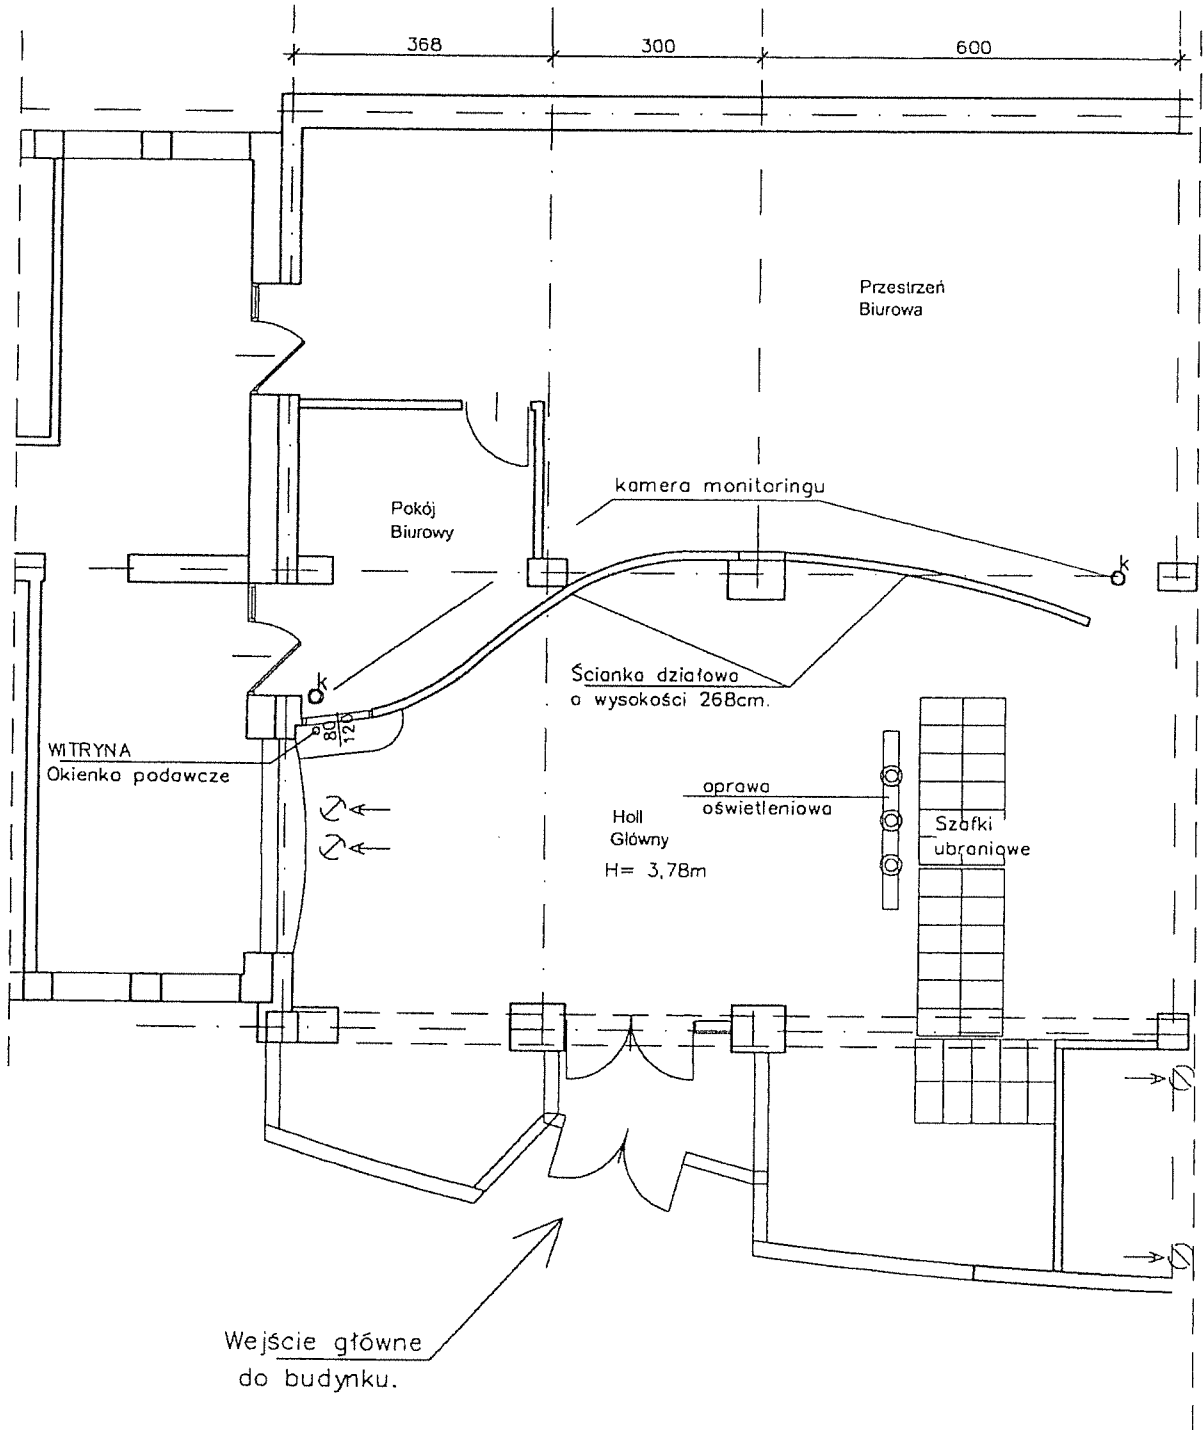 368
300
600
Przestrzeń
Biurowa
kamera monitoringu
Pokój
Biurowy
k
k
Ścianka działowa
o wysokości 268cm.
80
120
WITRYNA
Okienko podawcze
oprawa
oświetleniowa
Holl
Główny
H= 3,78m
Szafki
ubraniowe
Wejście główne
do budynku.